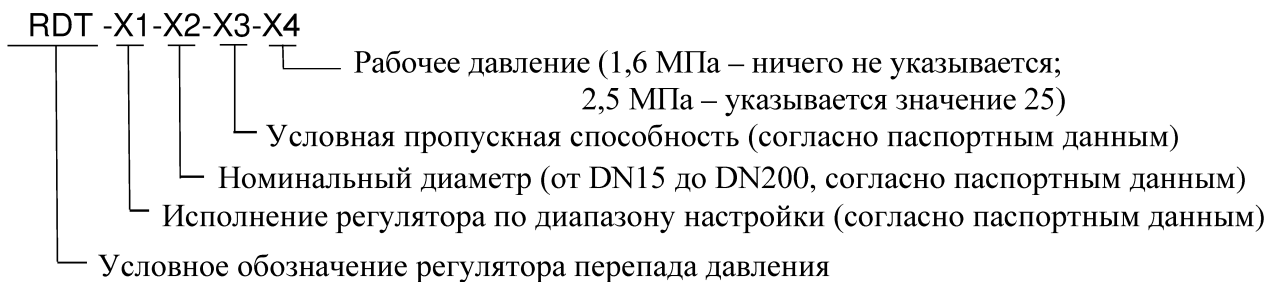 RDT -X1-X2-X3-X4
Рабочее давление (1,6 МПа – ничего не указывается;
2,5 МПа – указывается значение 25)
Условная пропускная способность (согласно паспортным данным)
Номинальный диаметр (от DN15 до DN200, согласно паспортным данным)
Исполнение регулятора по диапазону настройки (согласно паспортным данным)
Условное обозначение регулятора перепада давления